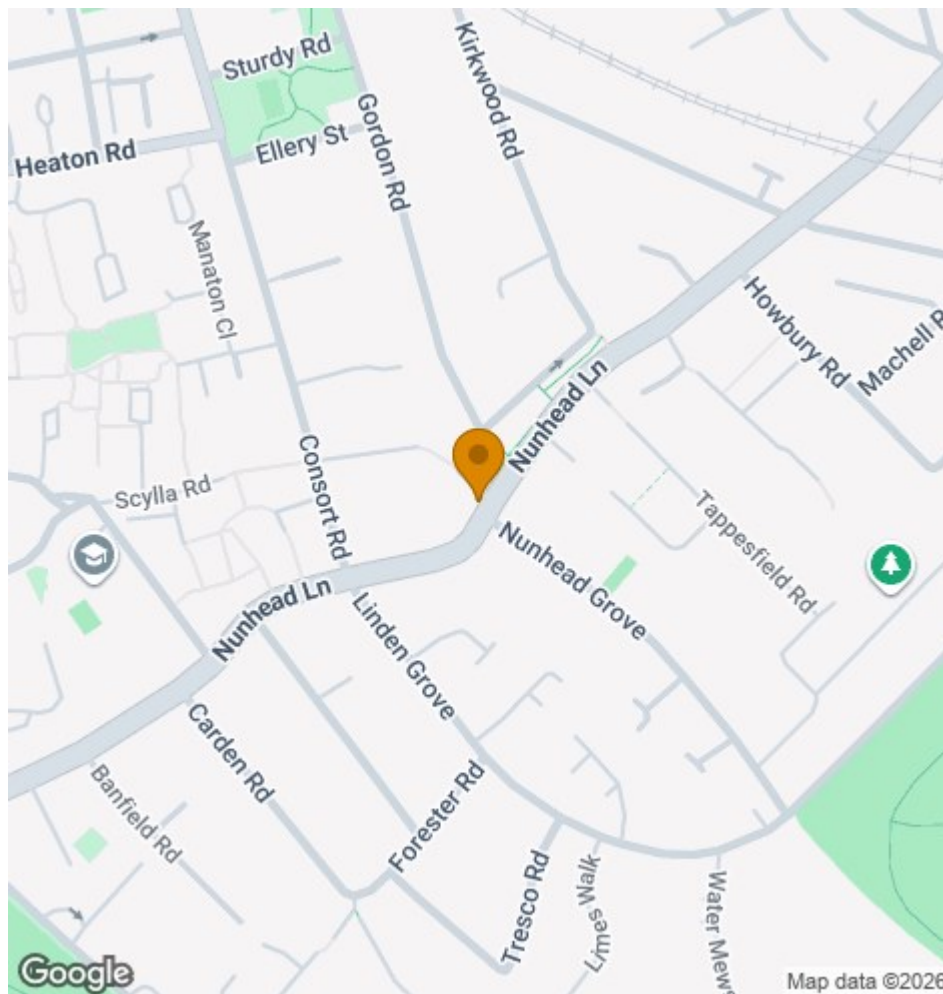 Sturdy Rd
Kirkwood Rd
Gordon Rd
Ellery St
Heaton Rd
Manaton Cl
Howbury Rd
Machell R
Nunhead Ln
Consort Rd
Scylla Rd
Tappesfield Rd
Nunhead Grove
Nunhead Ln
Linden Grove
Carden Rd
Banfield Rd
Forester Rd
Tresco Rd
Limes Walk
Water Mews
Google
Map data ©2026